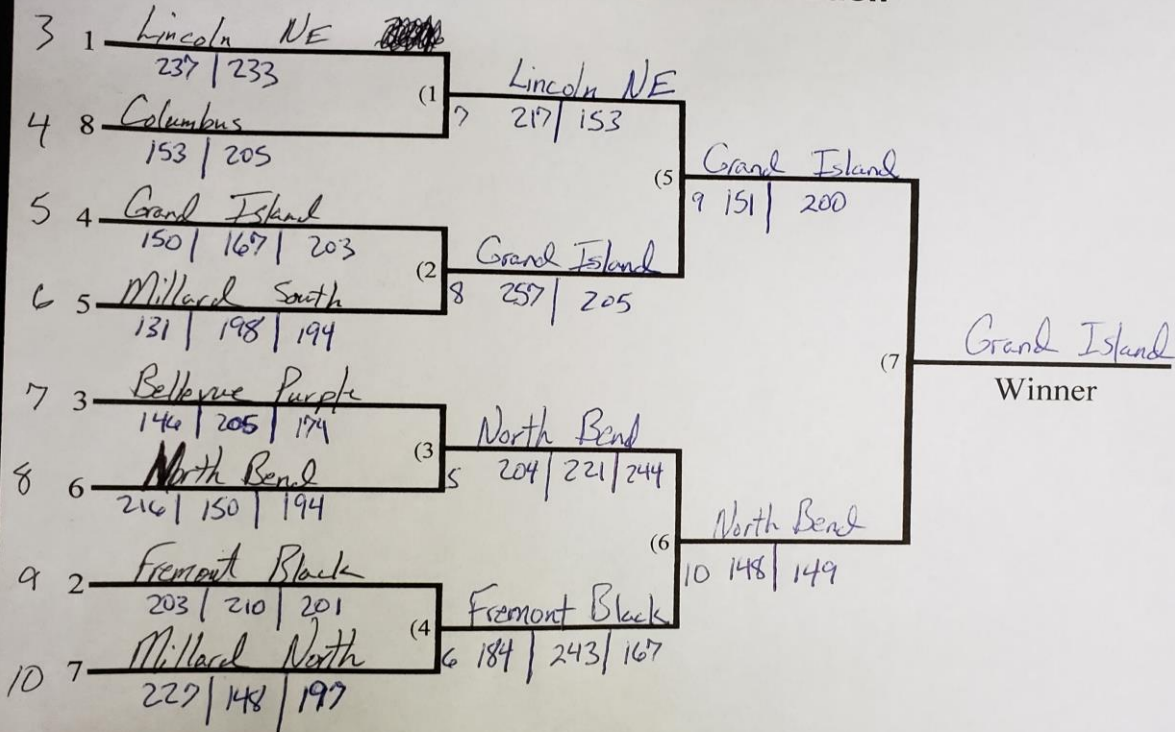 3 1 Lincoln NE
237 | 233
(1
Lincoln NE
4 8 Columbus
7 217 | 153
153 | 205
(5
Grand Island
9 151 | 200
5 4 Grand Island
150 | 167 | 203
(2
Grand Island
6 5 Millard South
8 257 | 205
131 | 198 | 194
(7
Grand Island
Winner
7 3 Bellevue Purple
146 | 205 | 174
(3
North Bend
8 6 North Bend
5 204 | 221 | 244
216 | 150 | 194
(6
North Bend
10 148 | 149
9 2 Fremont Black
203 | 210 | 201
(4
Fremont Black
10 7 Millard North
6 184 | 243 | 167
227 | 148 | 197